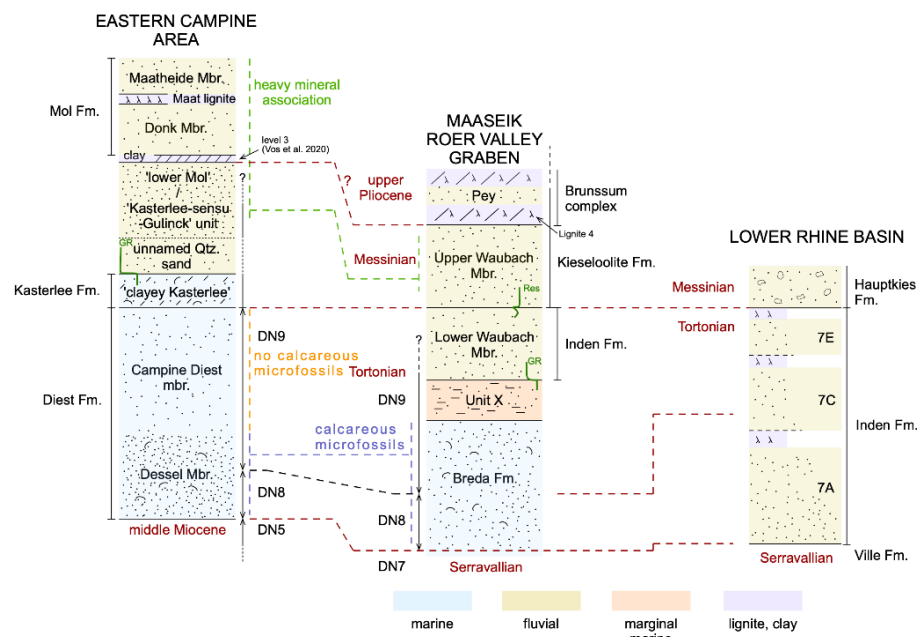 EASTERN CAMPINE
AREA
Maatheide Mbr.
Maat lignite
Mol Fm.
Donk Mbr.
clay
level 3
(Vos et al. 2020)
heavy mineral
association
'lower Mol'
/
'Kasterlee-sensu
-Gulinck' unit
?
GR
unnamed Qtz.
sand
Kasterlee Fm.
'clayey Kasterlee'
DN9
no calcareous
microfossils
Campine Diest
mbr.
Diest Fm.
calcareous
microfossils
Dessel Mbr.
DN8
middle Miocene
DN5
MAASEIK
ROER VALLEY
GRABEN
?
upper
Pliocene
Pey
Brunssum
complex
Lignite 4
Messinian
Upper Waubach
Mbr.
Kieseloolite Fm.
Res
?
Lower Waubach
Mbr.
Inden Fm.
Tortonian
GR
DN9
Unit X
Breda Fm.
DN8
DN7
Serravallian
LOWER RHINE BASIN
Messinian
Hauptkies
Fm.
Tortonian
7E
7C
Inden Fm.
7A
Serravallian
Ville Fm.
marine
fluvial
marginal
marine
lignite, clay